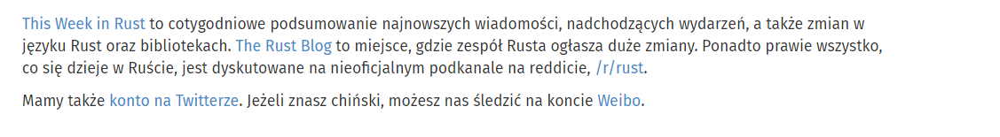 This Week in Rust to cotygodniowe podsumowanie najnowszych wiadomości, nadchodzących wydarzeń, a także zmian w
języku Rust oraz bibliotekach. The Rust Blog to miejsce, gdzie zespół Rusta ogłasza duże zmiany. Ponadto prawie wszystko,
co się dzieje w Ruście, jest dyskutowane na nieoficjalnym podkanale na reddicie, /r/rust.
Mamy także konto na Twitterze. Jeżeli znasz chiński, możesz nas śledzić na koncie Weibo.